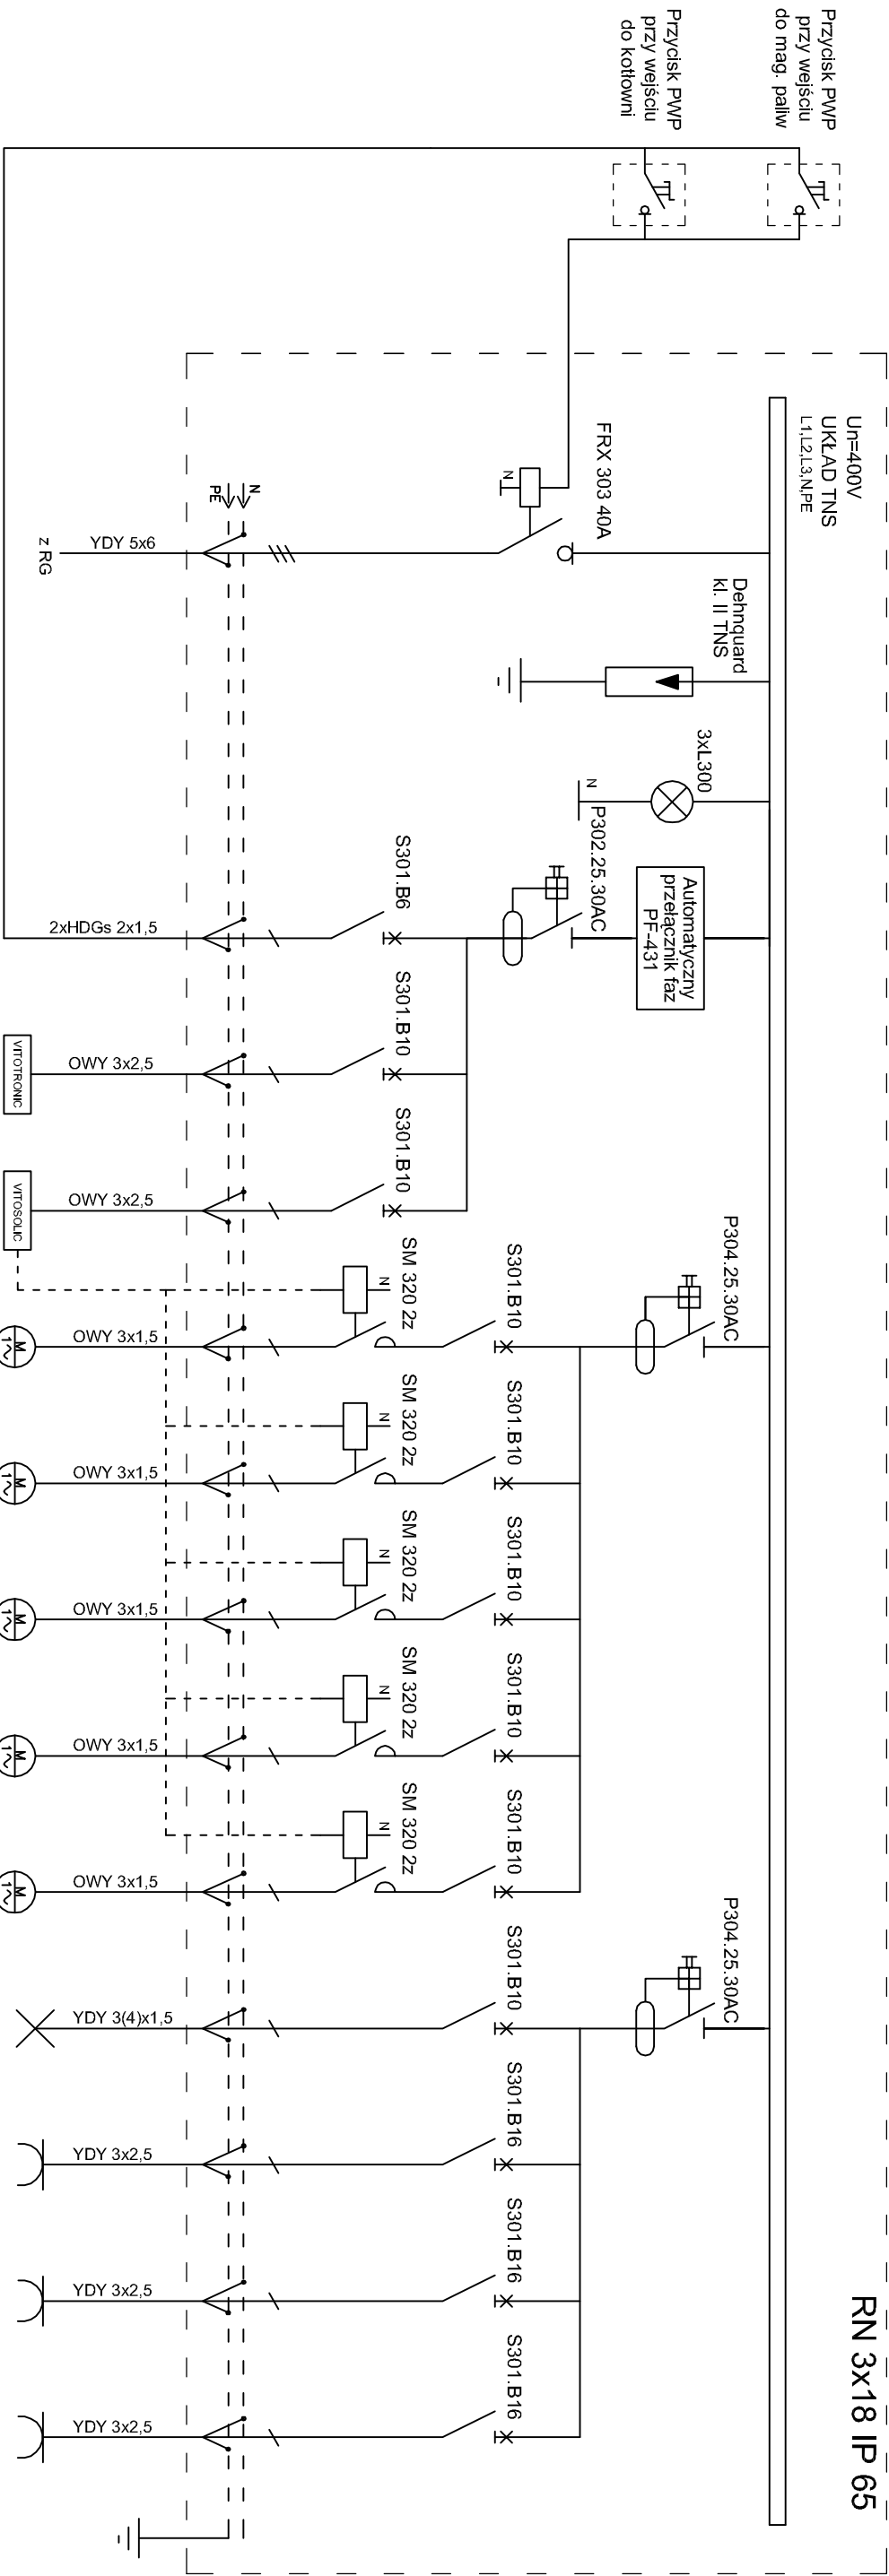 Przycisk PWP
przy wejściu
do mag. paliw
Przycisk PWP
przy wejściu
do kotłowni
RN 3x18 IP 65
Un=400V
UKŁAD TNS
L1,L2,L3,N,PE
FRX 303 40A
N
N
PE
YDY 5x6
z RG
Dehnquard
kl. II TNS
3xL300
N
Automatyczny
przełącznik faz
PF-431
P302.25.30AC
S301.B6
2xHDGs 2x1,5
S301.B10
OWY 3x2,5
VITOTRONIC
S301.B10
OWY 3x2,5
VITOSOLIC
P304.25.30AC
S301.B10
SM 320 2z
N
OWY 3x1,5
M
1~
S301.B10
SM 320 2z
N
OWY 3x1,5
M
1~
S301.B10
SM 320 2z
N
OWY 3x1,5
M
1~
S301.B10
SM 320 2z
N
OWY 3x1,5
M
1~
S301.B10
SM 320 2z
N
OWY 3x1,5
M
1~
P304.25.30AC
S301.B10
YDY 3(4)x1,5
S301.B16
YDY 3x2,5
S301.B16
YDY 3x2,5
S301.B16
YDY 3x2,5